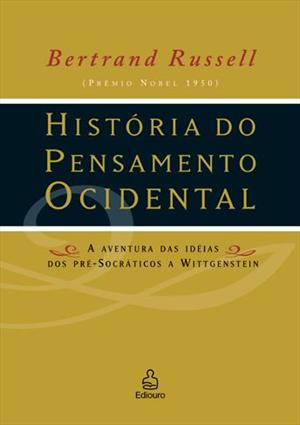 Bertrand Russell
(Prêmio Nobel 1950)
História do
Pensamento
Ocidental
A aventura das idéias
dos pré-Socráticos a Wittgenstein
Ediouro